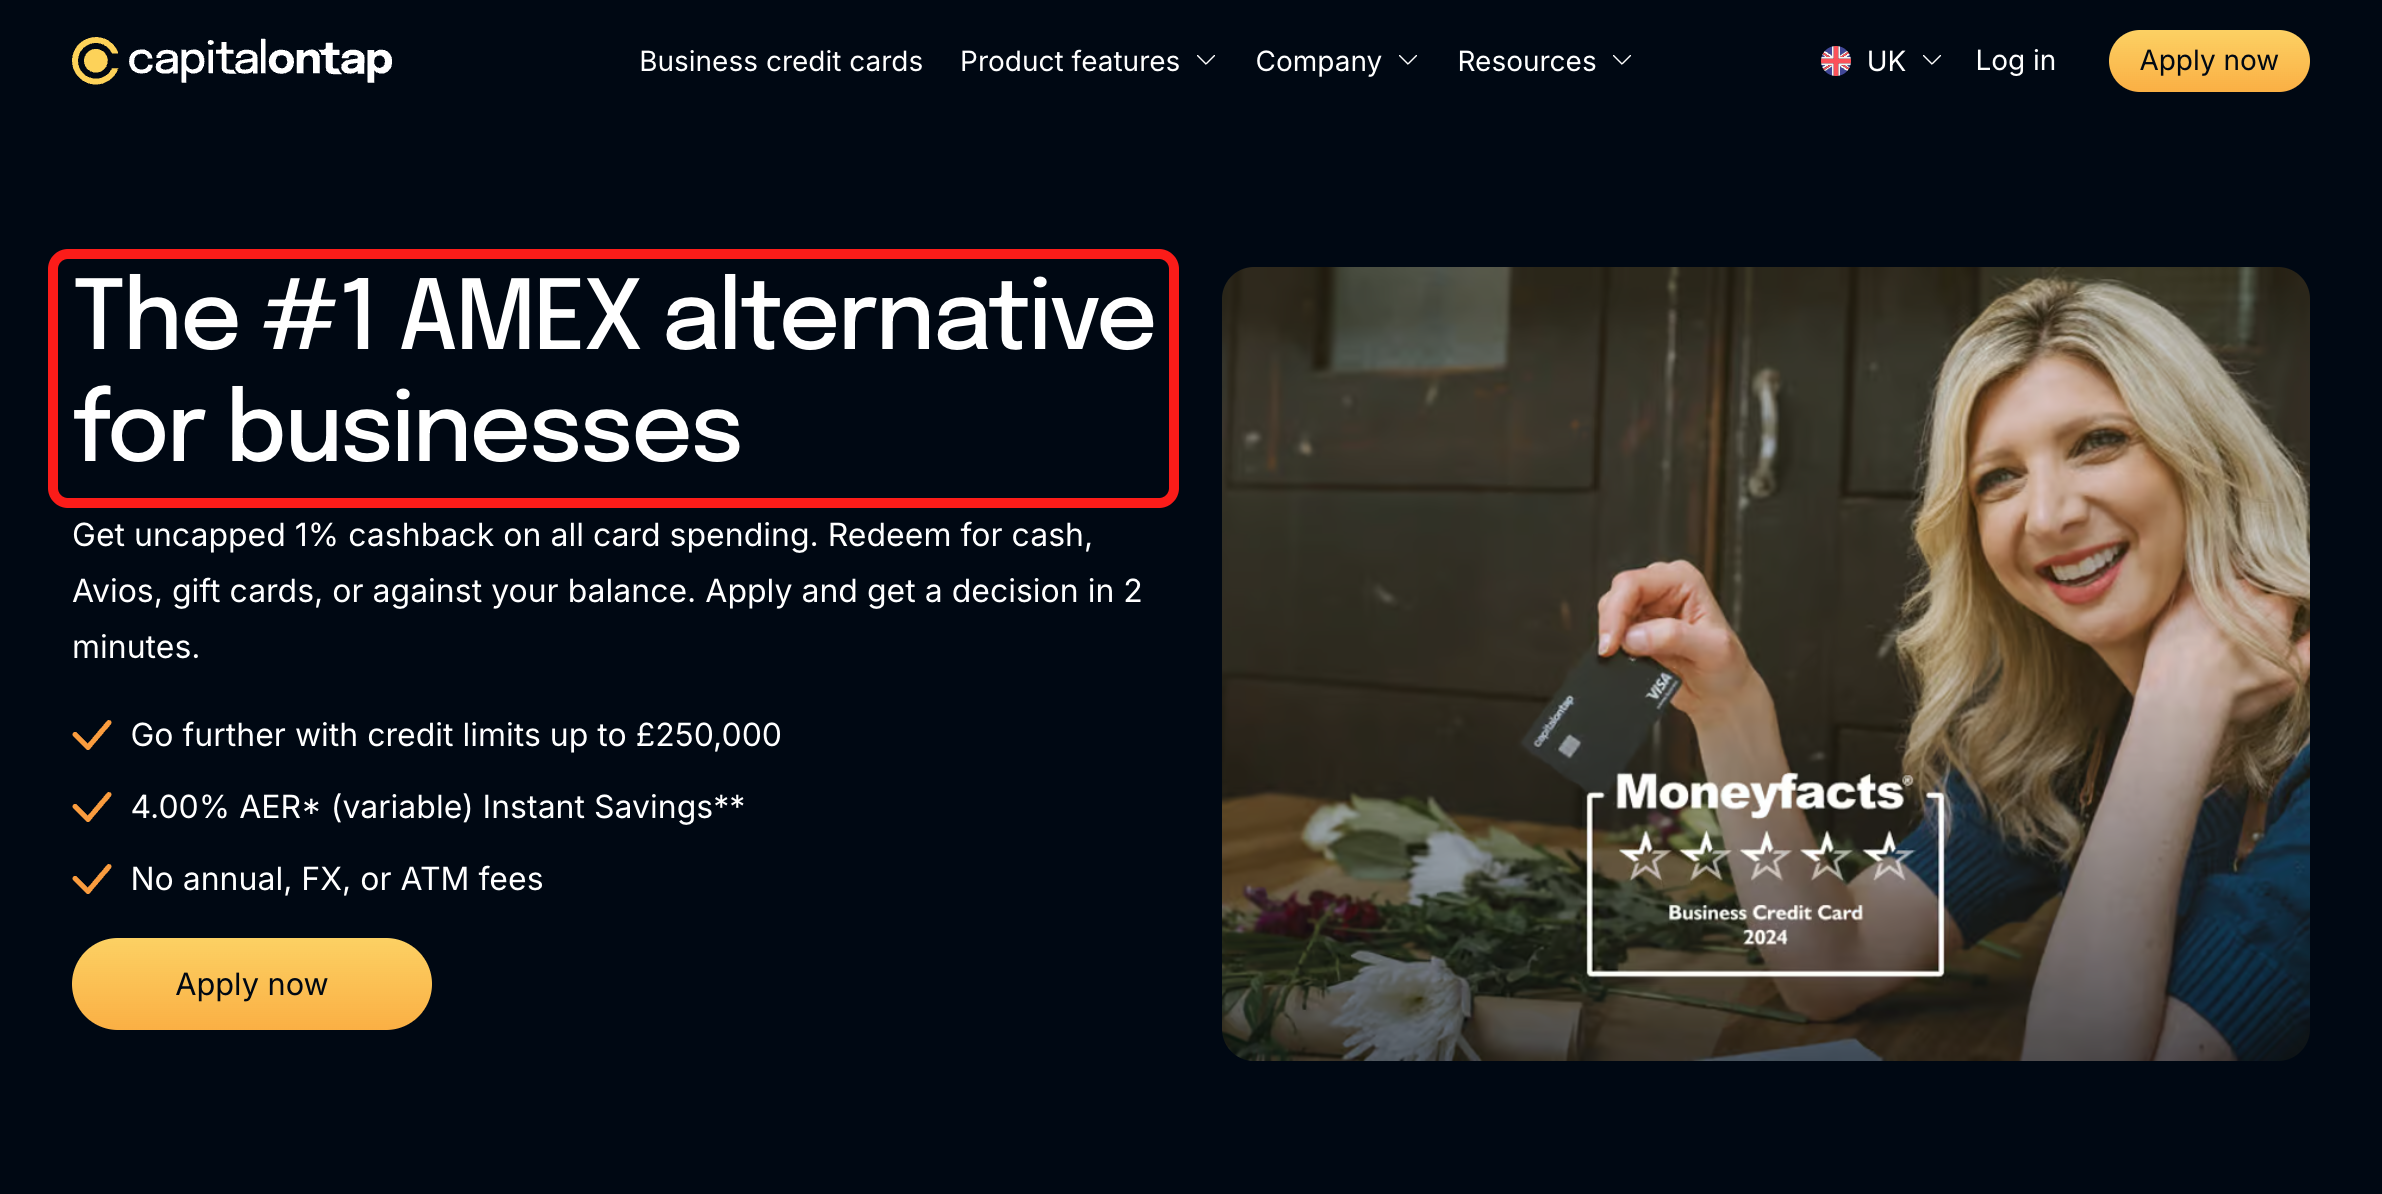 capitalontap
Business credit cards
Product features
Company
Resources
UK
Log in
Apply now
The #1 AMEX alternative
for businesses
Get uncapped 1% cashback on all card spending. Redeem for cash,
Avios, gift cards, or against your balance. Apply and get a decision in 2
minutes.
Go further with credit limits up to £250,000
4.00% AER* (variable) Instant Savings**
No annual, FX, or ATM fees
Apply now
capitalontap
VISA
Moneyfacts®
Business Credit Card
2024